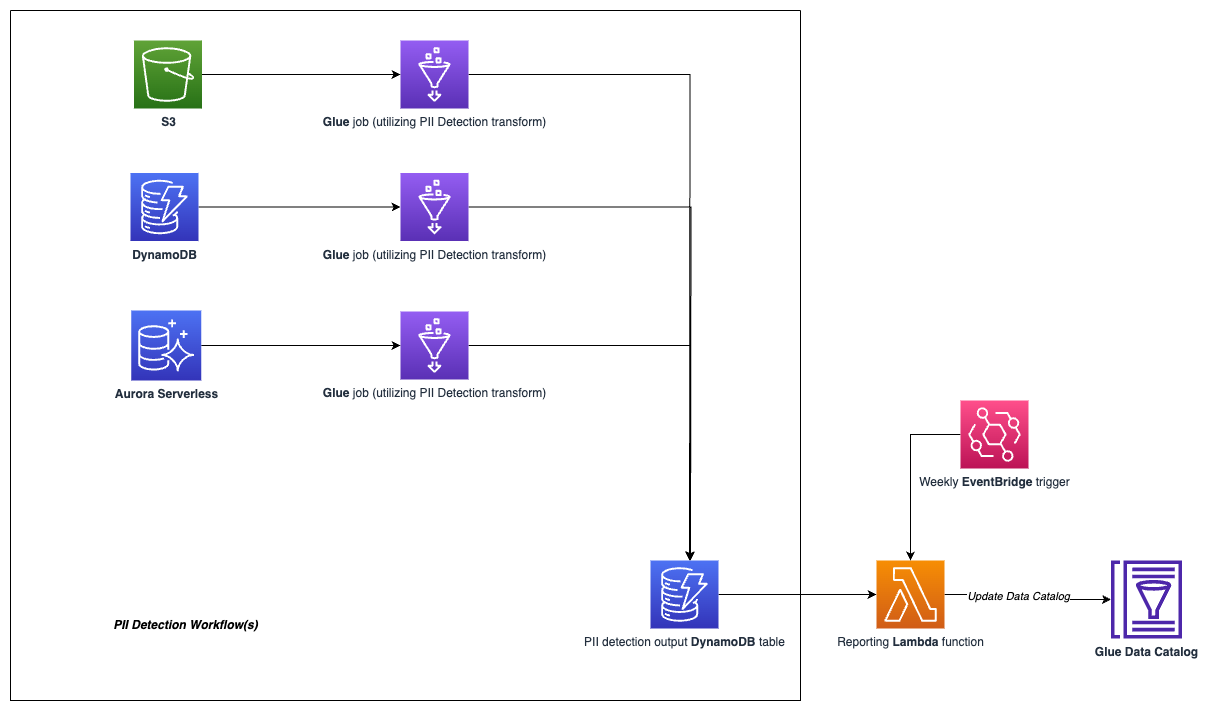 S3
Glue job (utilizing PII Detection transform)
DynamoDB
Glue job (utilizing PII Detection transform)
Aurora Serverless
Glue job (utilizing PII Detection transform)
Weekly EventBridge trigger
Update Data Catalog
PII Detection Workflow(s)
PII detection output DynamoDB table
Reporting Lambda function
Glue Data Catalog